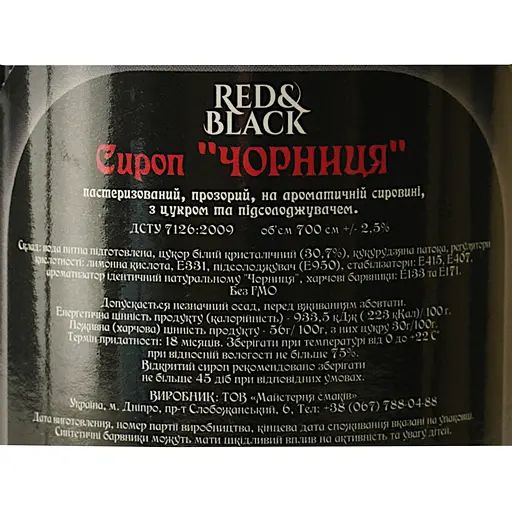 RED&
BLACK
Сироп "ЧОРНИЦЯ"
пастеризований, прозорий, на ароматичній сировині,
з цукром та підсолоджувачем.
ДСТУ 7126:2009 об'єм 700 см +/- 2,5%
Склад: вода питна підготовлена, цукор білий кристалічний (30,7%), кукурудзяна патока, регулятори
кислотності: лимонна кислота, Е331, підсолоджувач (Е950), стабілізатори: Е415, Е407,
ароматизатор ідентичний натуральному "Чорниця", харчові барвники: Е133 та Е171.
Без ГМО
Допускається незначний осад, перед вживанням збовтати.
Енергетична цінність продукту (калорійність) - 933,5 кДж ( 223 кКал)/100 г.
Поживна (харчова) цінність продукту - 56г/ 100г, з них цукру 30г/100г.
Термін придатності: 18 місяців. Зберігати при температурі від 0 до +22 С°
при відносній вологості не більше 75%.
Відкритий сироп рекомендовано зберігати
не більше 45 діб при відповідних умовах.
ВИРОБНИК: ТОВ «Майстерня смаків»
Україна, м. Дніпро, пр-т Слобожанський, 6, Тел: +38 (067) 788-04-88
Дата виготовлення, номер партії виробництва, кінцева дата споживання вказані на упаковці.
Синтетичні барвники можуть мати шкідливий вплив на активність та увагу дітей.